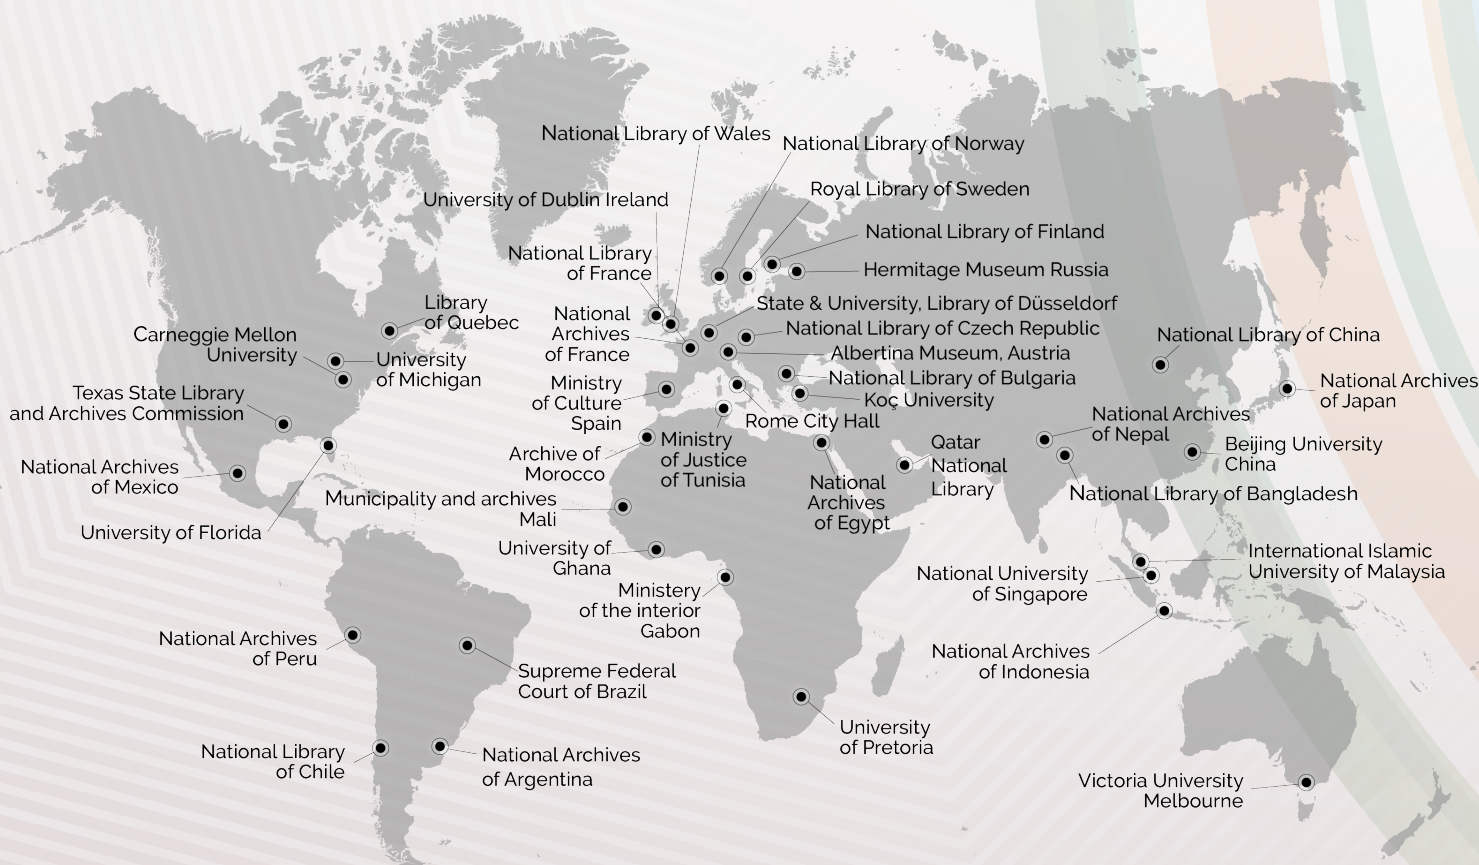 National Library of Wales
National Library of Norway
Royal Library of Sweden
University of Dublin Ireland
National Library of Finland
National Library
of France
Hermitage Museum Russia
Library
of Quebec
State & University, Library of Düsseldorf
National
Archives
of France
National Library of Czech Republic
Carneggie Mellon
University
University
of Michigan
Albertina Museum, Austria
National Library of China
Texas State Library
and Archives Commission
Ministry
of Culture
Spain
National Library of Bulgaria
Koç University
National Archives
of Japan
Rome City Hall
National Archives
of Nepal
Archive of
Morocco
Ministry
of Justice
of Tunisia
Qatar
National
Library
Beijing University
China
National Archives
of Mexico
National
Archives
of Egypt
National Library of Bangladesh
Municipality and archives
Mali
University of Florida
University of
Ghana
International Islamic
University of Malaysia
Ministery
of the interior
Gabon
National University
of Singapore
National Archives
of Peru
Supreme Federal
Court of Brazil
National Archives
of Indonesia
University
of Pretoria
National Library
of Chile
National Archives
of Argentina
Victoria University
Melbourne